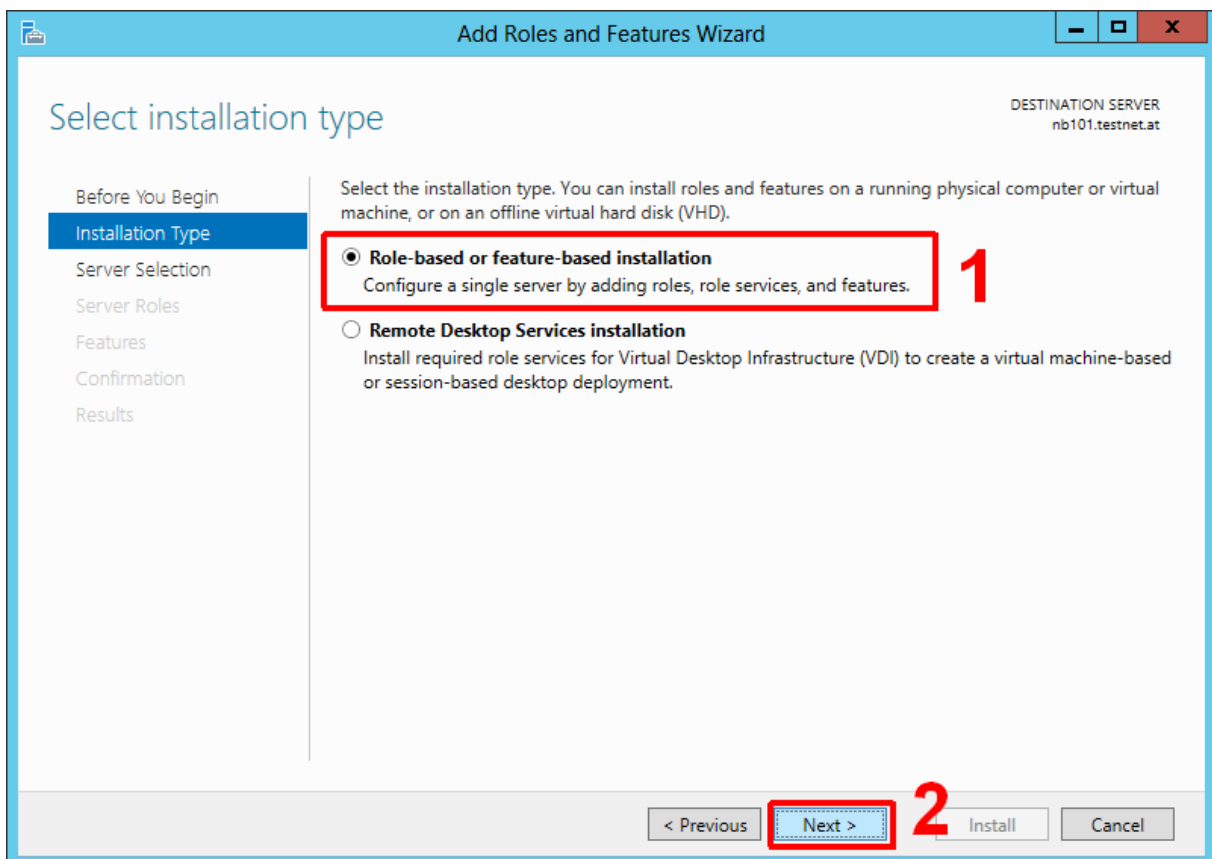 Add Roles and Features Wizard
Select installation type
DESTINATION SERVER
nb101.testnet.at
Before You Begin
Installation Type
Server Selection
Server Roles
Features
Confirmation
Results
Select the installation type. You can install roles and features on a running physical computer or virtual
machine, or on an offline virtual hard disk (VHD).
Role-based or feature-based installation
Configure a single server by adding roles, role services, and features.
1
Remote Desktop Services installation
Install required role services for Virtual Desktop Infrastructure (VDI) to create a virtual machine-based
or session-based desktop deployment.
< Previous Next > 2 Install Cancel